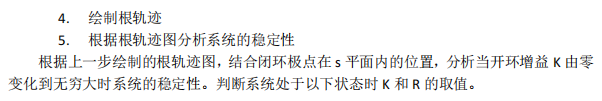 4. 绘制根轨迹
5. 根据根轨迹图分析系统的稳定性
根据上一步绘制的根轨迹图，结合闭环极点在 s 平面内的位置，分析当开环增益 K 由零
变化到无穷大时系统的稳定性。判断系统处于以下状态时 K 和 R 的取值。